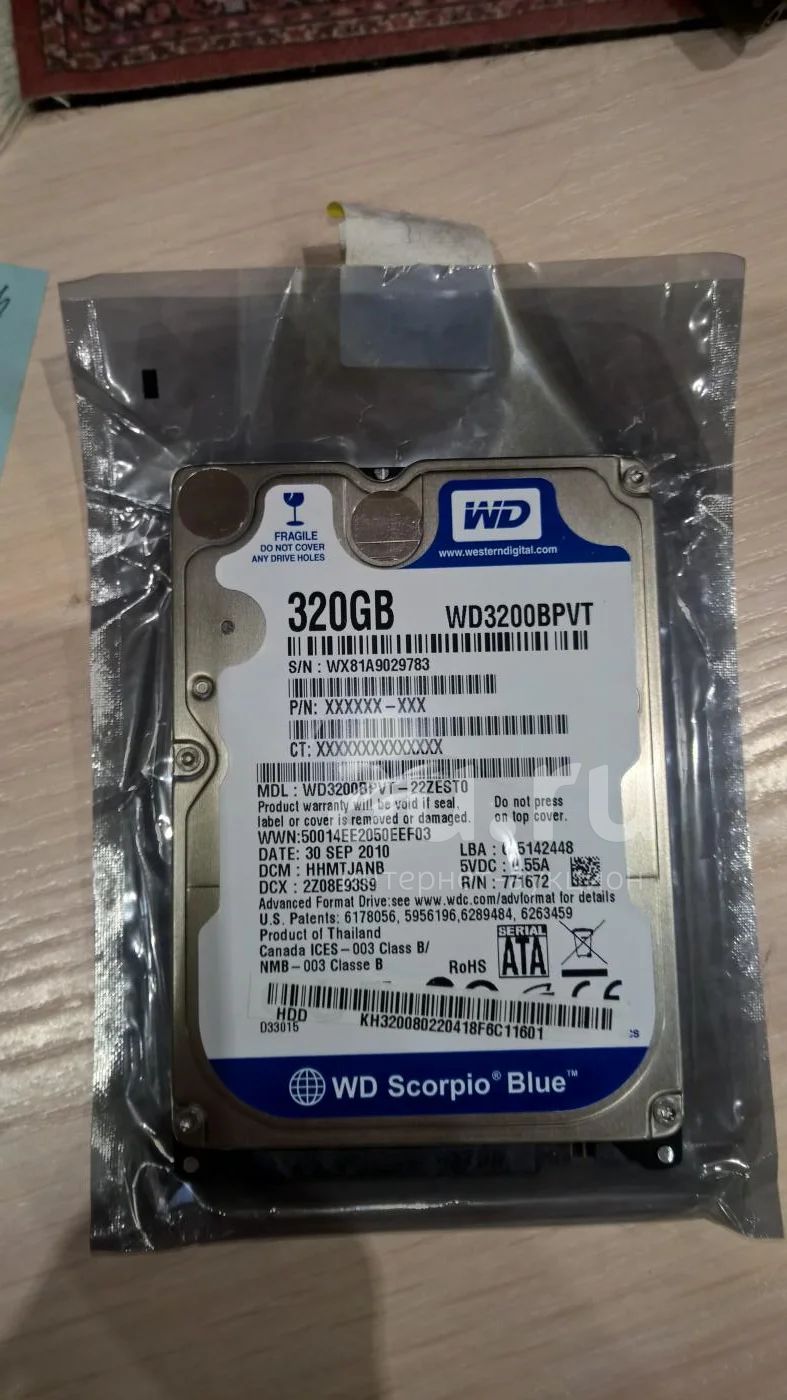 FRAGILE
DO NOT COVER
ANY DRIVE HOLES
WD
www.westerndigital.com
320GB WD3200BPVT
S/N : WX81A9029783
P/N: XXXXXX-XXX
CT: XXXXXXXXXXXXXX
MDL : WD3200BPVT-22ZEST0
Product warranty will be void if seal,
label or cover is removed or damaged.
Do not press
on top cover.
WWN:50014EE2050EEF03
DATE: 30 SEP 2010
DCM : HHMTJANB
DCX : 2Z08E93S9
LBA :
5VDC :
R/N : 771672
Advanced Format Drive:see www.wdc.com/advformat for details
U.S. Patents: 6178056, 5956196,6289484, 6263459
Product of Thailand
Canada ICES-003 Class B/
NMB-003 Classe B
RoHS
SERIAL
ATA
HDD
KH320080220418F6C11601
D33015
WD Scorpio® Blue™